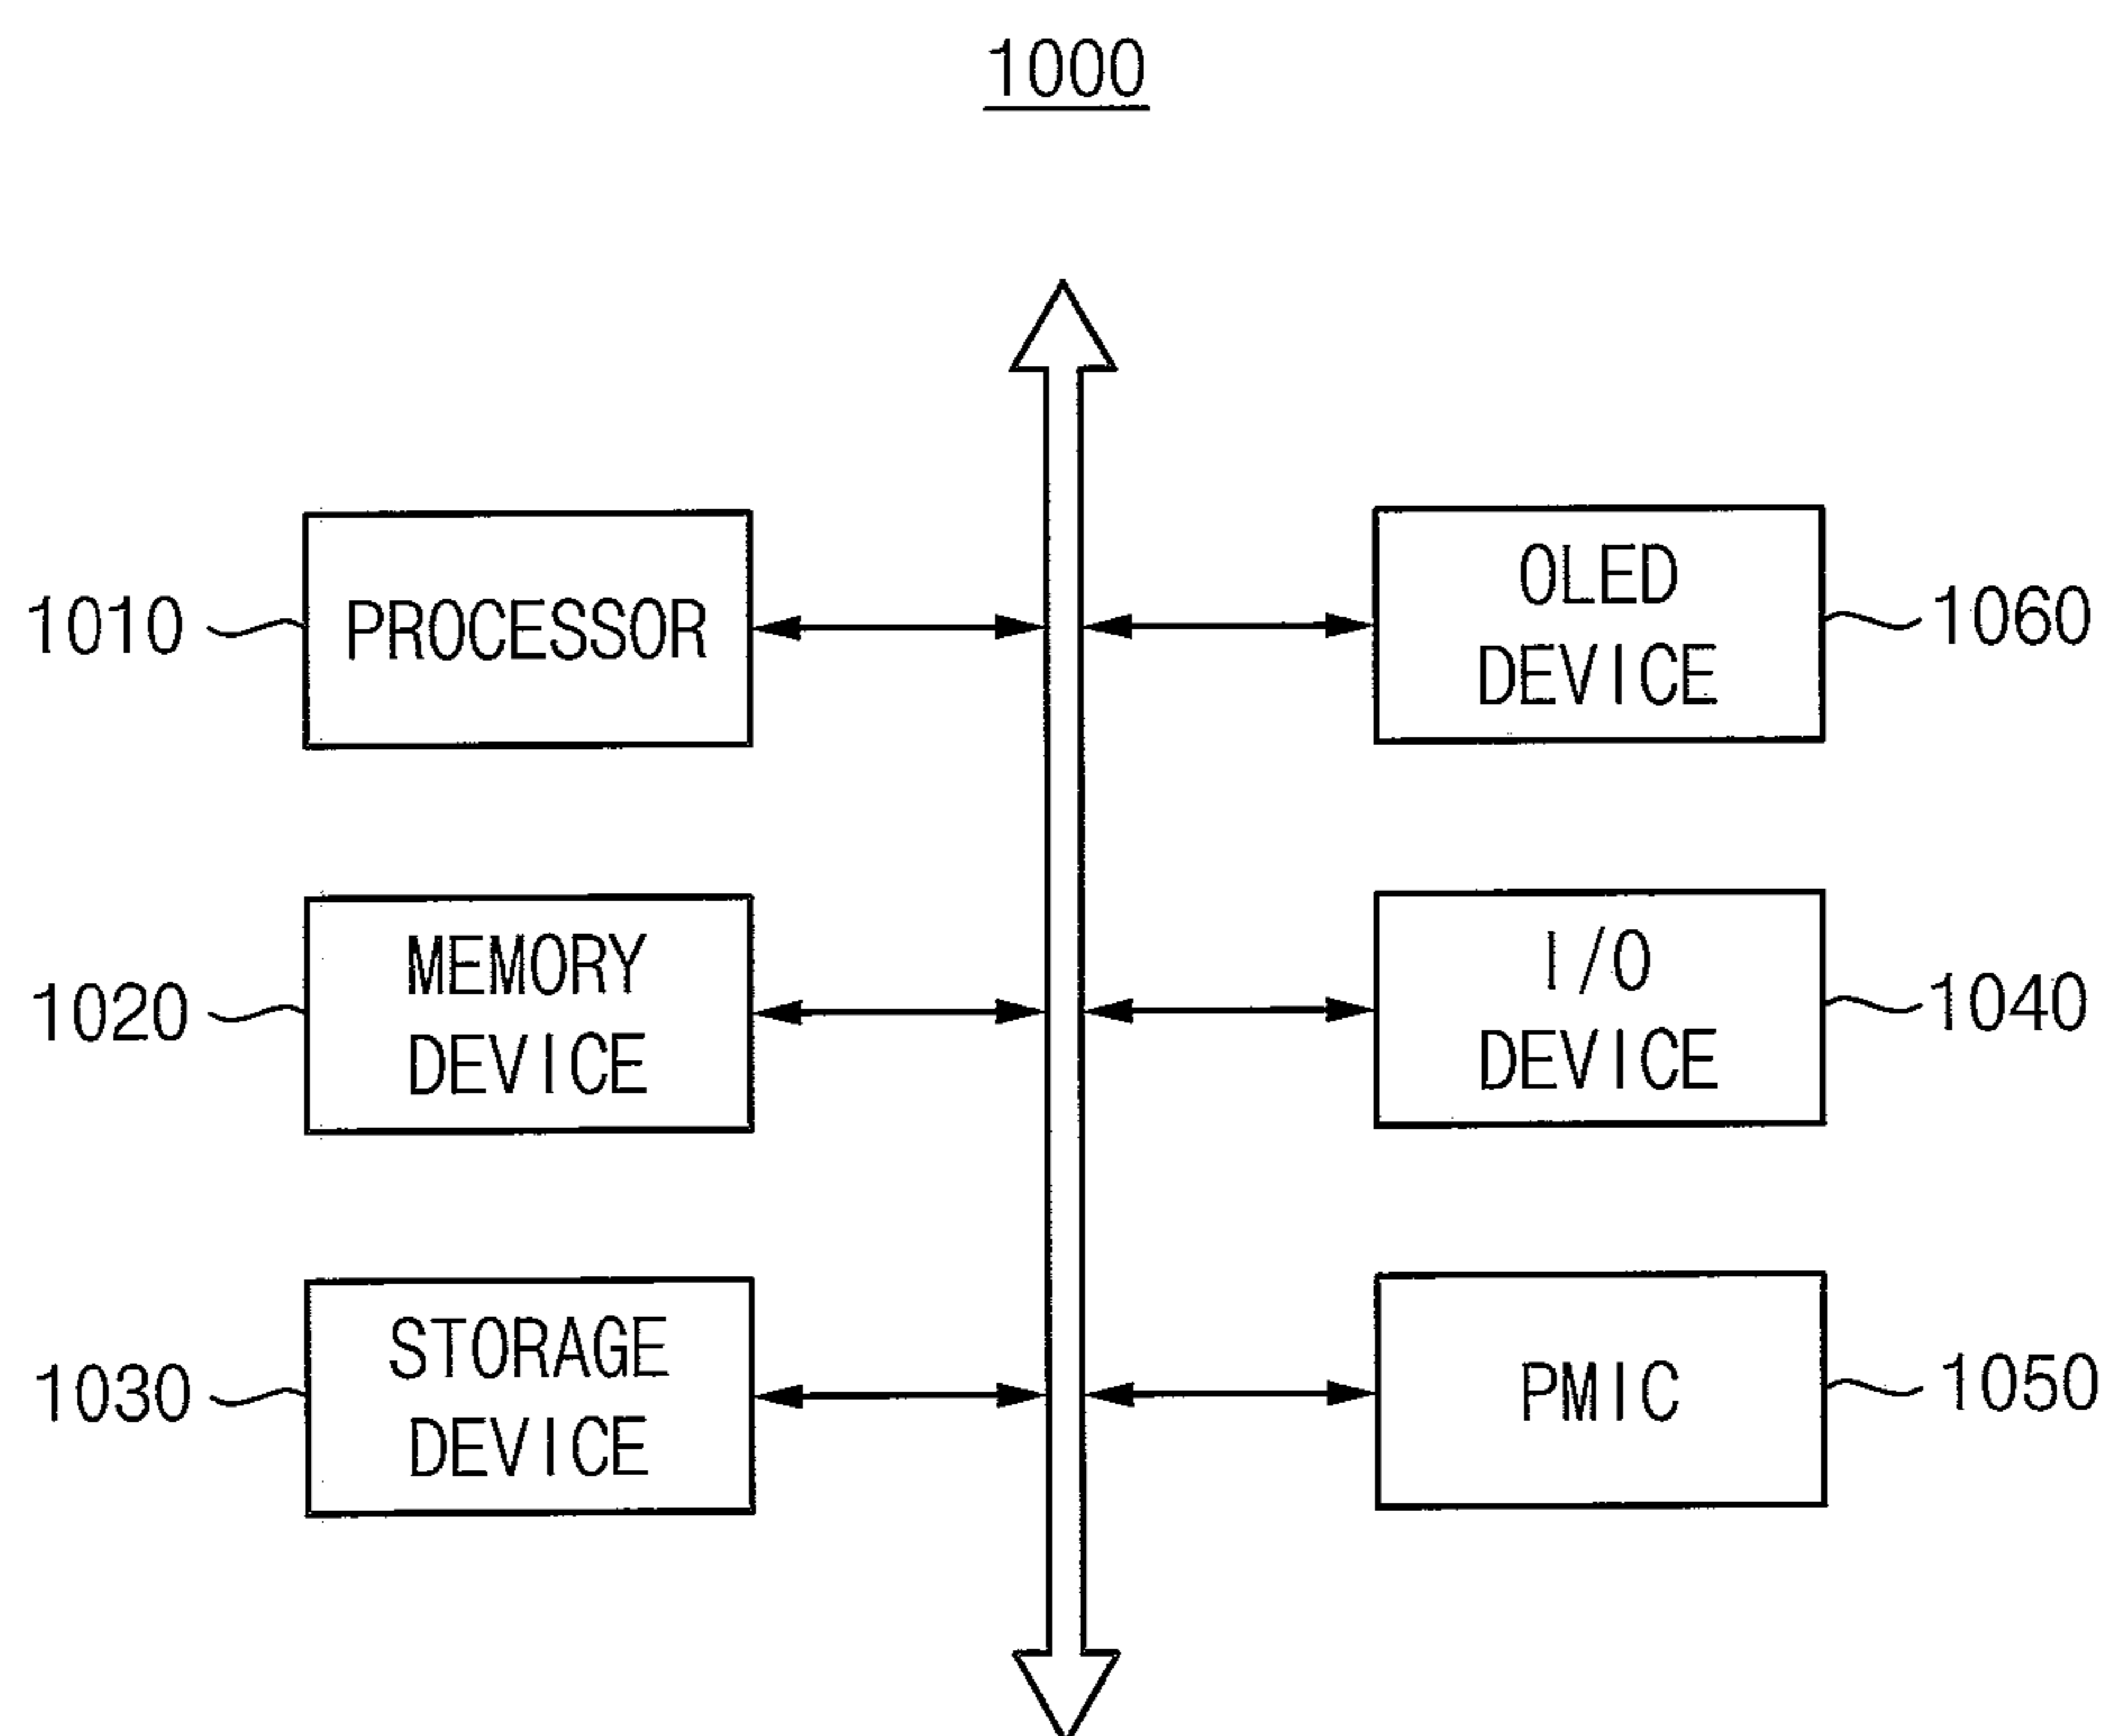 1000
1010
PROCESSOR
OLED
DEVICE
1060
1020
MEMORY
DEVICE
I/O
DEVICE
1040
1030
STORAGE
DEVICE
PMIC
1050